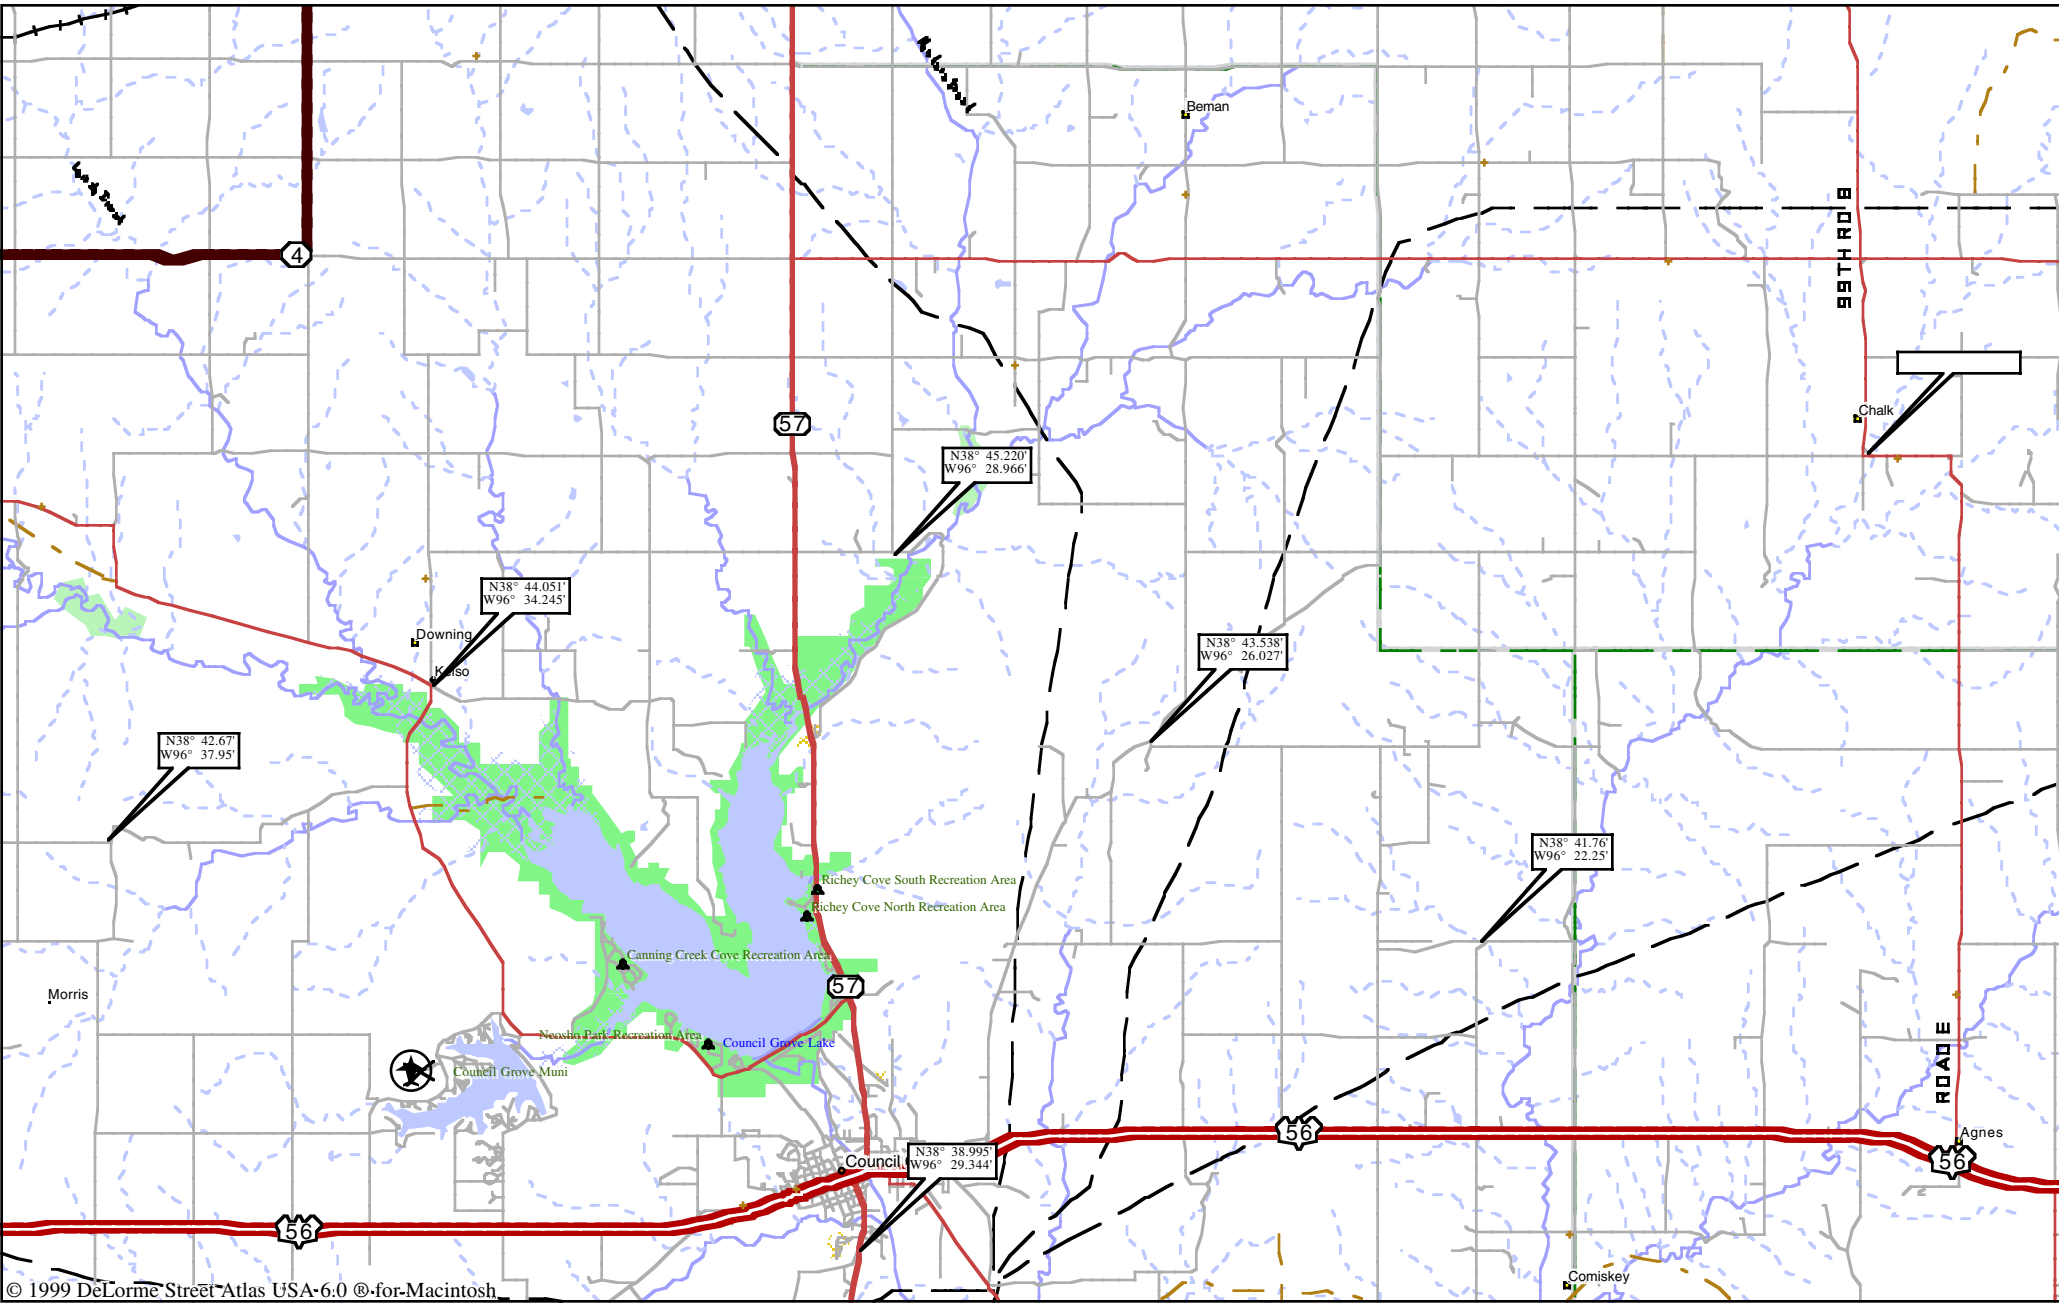 Beman
99TH RD B
4
Chalk
57
N38° 45.220'
W96° 28.966'
N38° 44.051'
W96° 34.245'
Downing
Kelso
N38° 43.538'
W96° 26.027'
N38° 42.67'
W96° 37.95'
N38° 41.76'
W96° 22.25'
Richey Cove South Recreation Area
Richey Cove North Recreation Area
Canning Creek Cove Recreation Area
57
Morris
Neosho Park Recreation Area
Council Grove Lake
Council Grove Muni
ROAD E
56
Agnes
56
Council
N38° 38.995'
W96° 29.344'
56
Comiskey
© 1999 DeLorme Street Atlas USA 6.0 ® for Macintosh